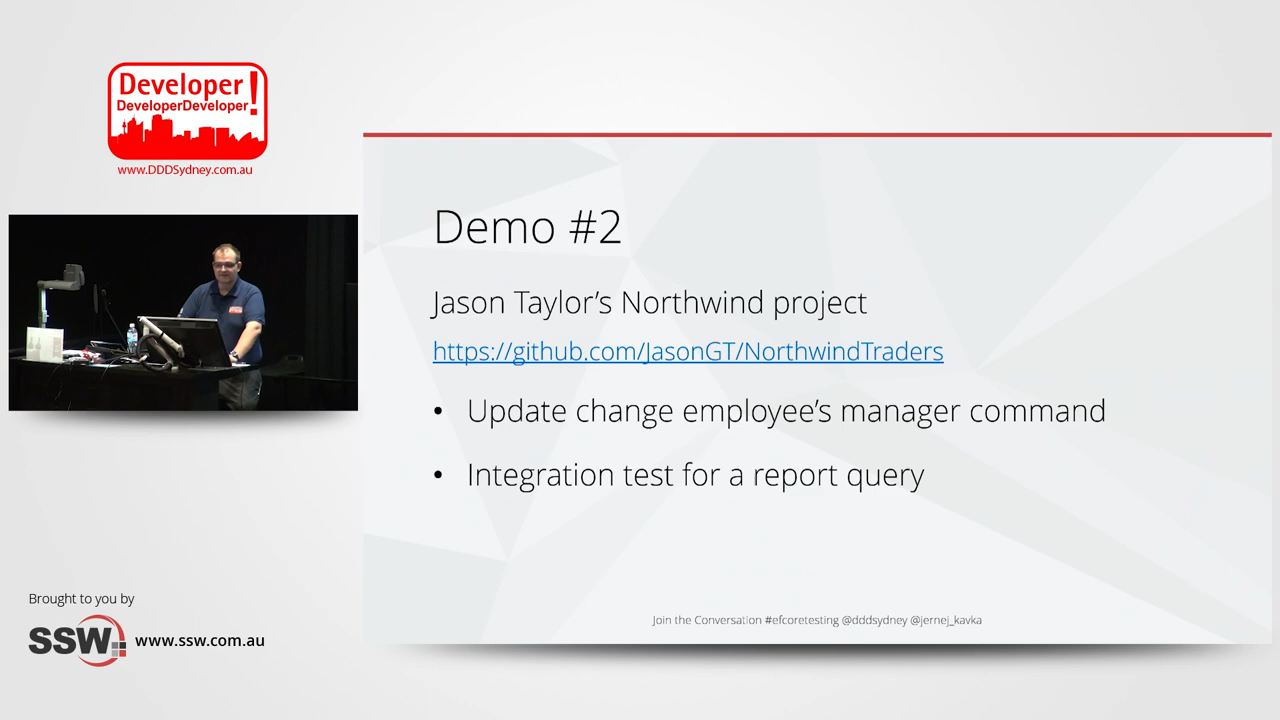 Developer!
DeveloperDeveloper
www.DDDSydney.com.au
Demo #2
Jason Taylor’s Northwind project
https://github.com/JasonGT/NorthwindTraders
• Update change employee’s manager command
• Integration test for a report query
Join the Conversation #efcoretesting @dddsydney @jernej_kavka
Brought to you by
SSW
www.ssw.com.au